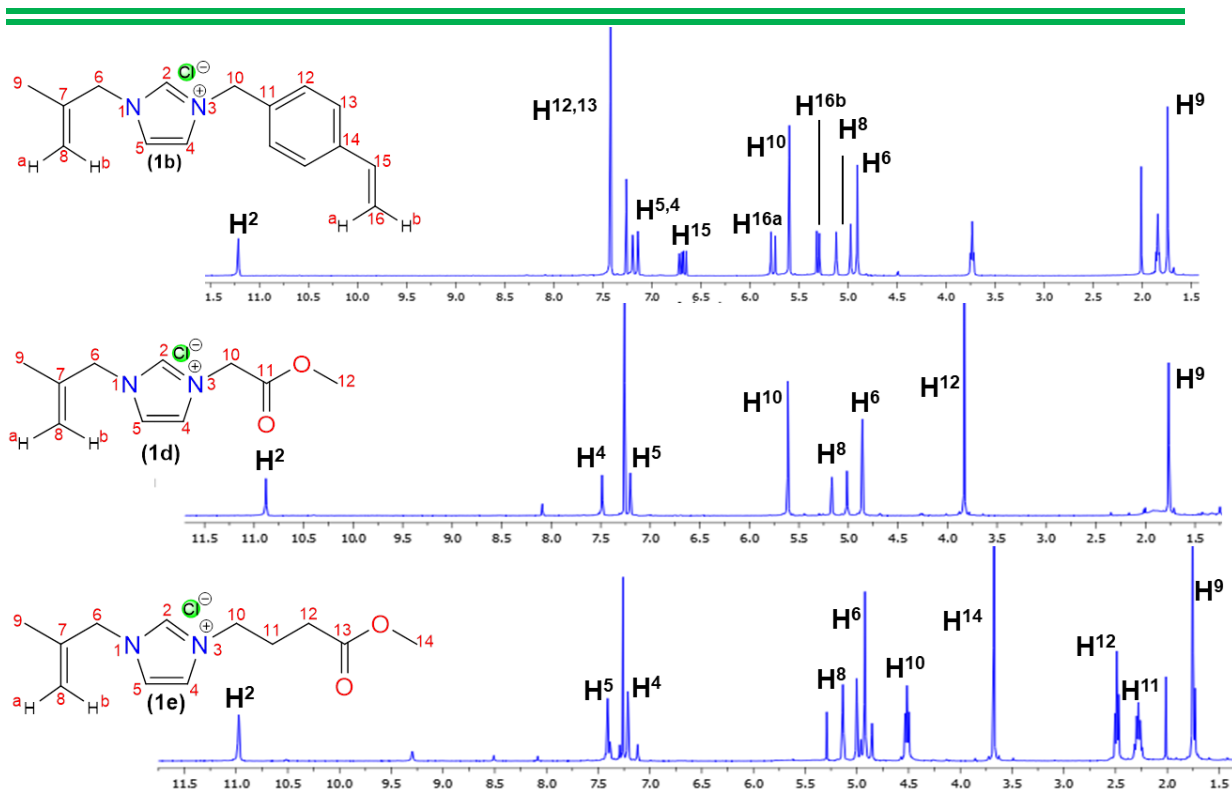 9 7 6 2 Cl⊖ 10 11 12 13
1 N N⊕ 3 14 15
a H 8 H b 5 4 16
(1b)
a H H b
H²
H¹²,¹³
H⁵,⁴
H¹⁵
H¹⁰
H¹⁶ᵃ
H¹⁶ᵇ
H⁸
H⁶
H⁹
1.5 11.0 10.5 10.0 9.5 9.0 8.5 8.0 7.5 7.0 6.5 6.0 5.5 5.0 4.5 4.0 3.5 3.0 2.5 2.0 1.5
9 7 6 2 Cl⊖ 10 11 O 12
1 N N⊕ 3 O
a H 8 H b 5 4
(1d)
H²
H⁴
H⁵
H¹⁰
H⁸
H⁶
H¹²
H⁹
11.5 11.0 10.5 10.0 9.5 9.0 8.5 8.0 7.5 7.0 6.5 6.0 5.5 5.0 4.5 4.0 3.5 3.0 2.5 2.0 1.5
9 7 6 2 Cl⊖ 10 11 12 13 O 14
1 N N⊕ 3 O
a H 8 H b 5 4
(1e)
H²
H⁵
H⁴
H⁸
H⁶
H¹⁰
H¹⁴
H¹²
H¹¹
H⁹
11.5 11.0 10.5 10.0 9.5 9.0 8.5 8.0 7.5 7.0 6.5 6.0 5.5 5.0 4.5 4.0 3.5 3.0 2.5 2.0 1.5